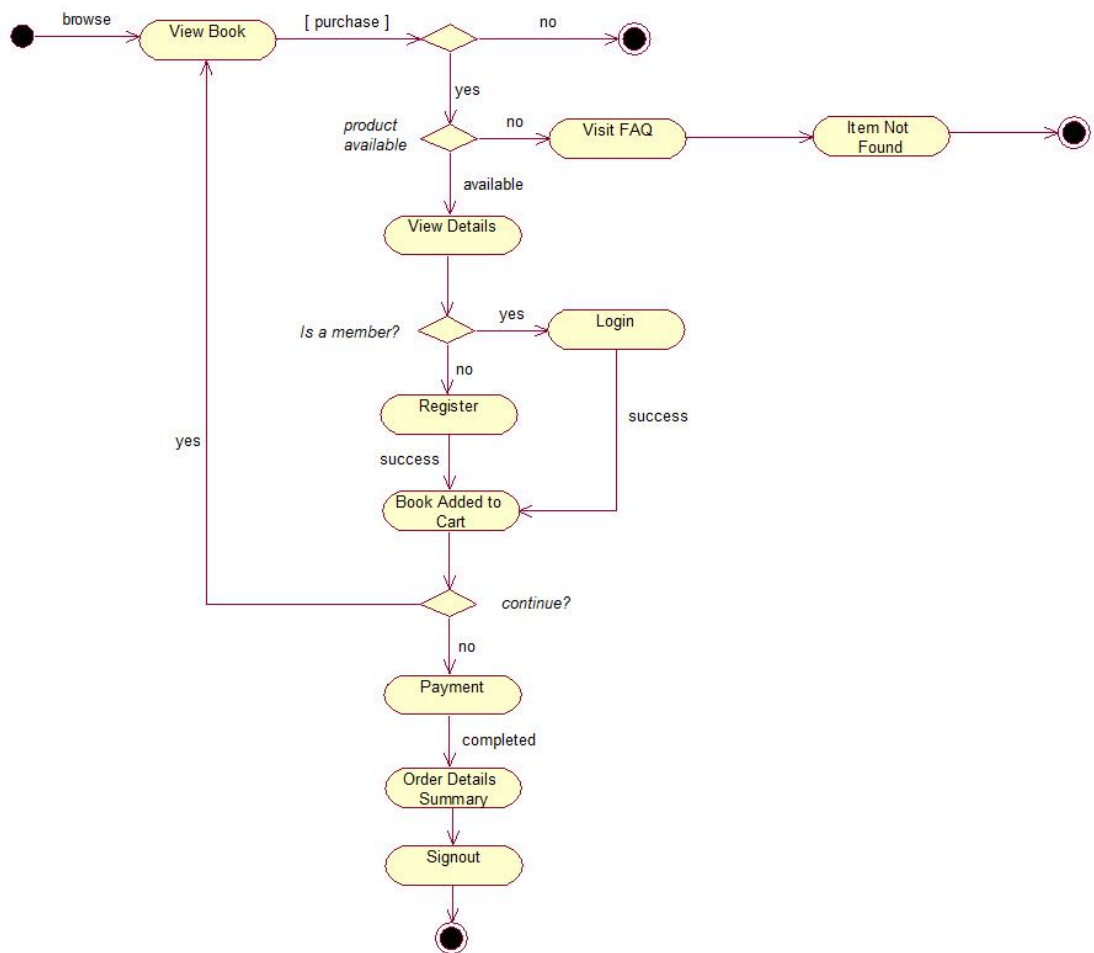 browse
View Book
[ purchase ]
no
yes
product
available
no
Visit FAQ
Item Not
Found
available
View Details
Is a member?
yes
Login
no
Register
success
success
yes
Book Added to
Cart
continue?
no
Payment
completed
Order Details
Summary
Signout